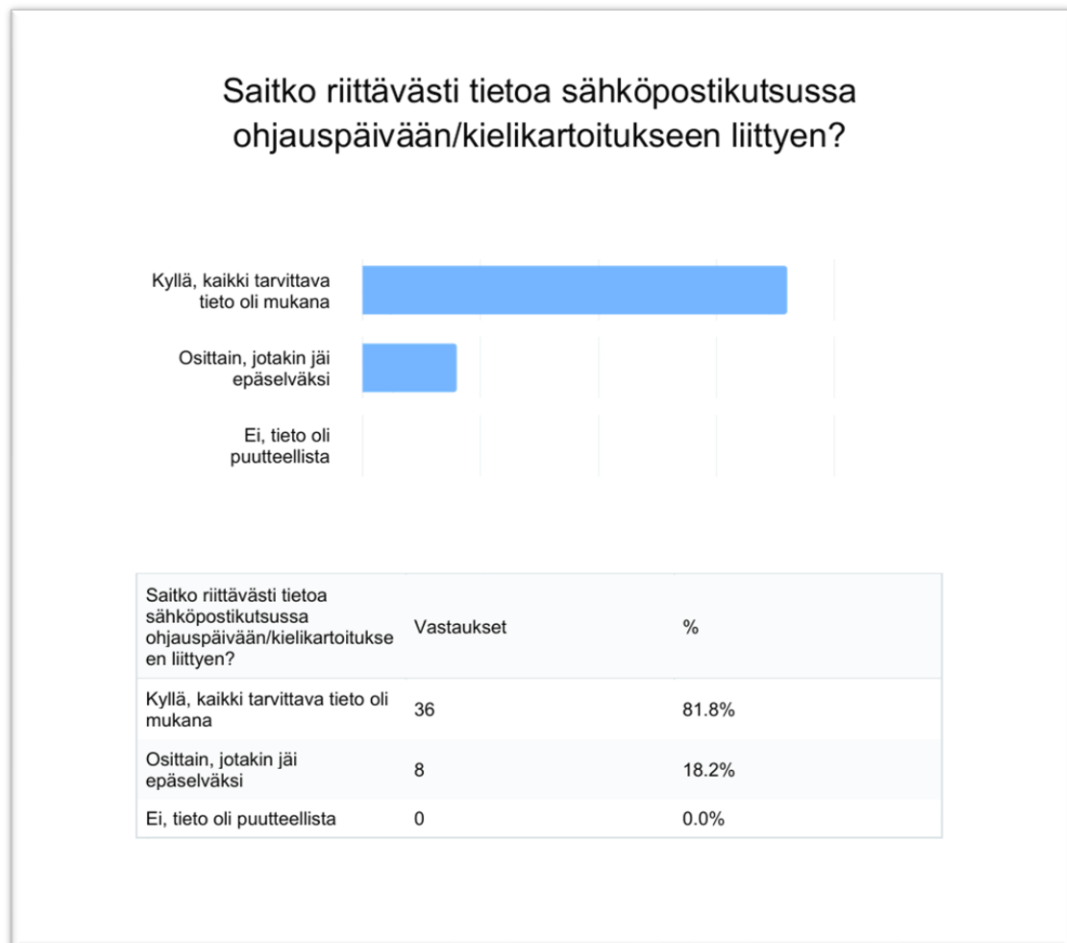 Saitko riittävästi tietoa sähköpostikutsussa
ohjauspäivään/kielikartoitukseen liittyen?
Kyllä, kaikki tarvittava
tieto oli mukana
Osittain, jotakin jäi
epäselväksi
Ei, tieto oli
puutteellista
Saitko riittävästi tietoa
sähköpostikutsussa
ohjauspäivään/kielikartoitukse
en liittyen?
Vastaukset
%
Kyllä, kaikki tarvittava tieto oli
mukana
36
81.8%
Osittain, jotakin jäi
epäselväksi
8
18.2%
Ei, tieto oli puutteellista
0
0.0%